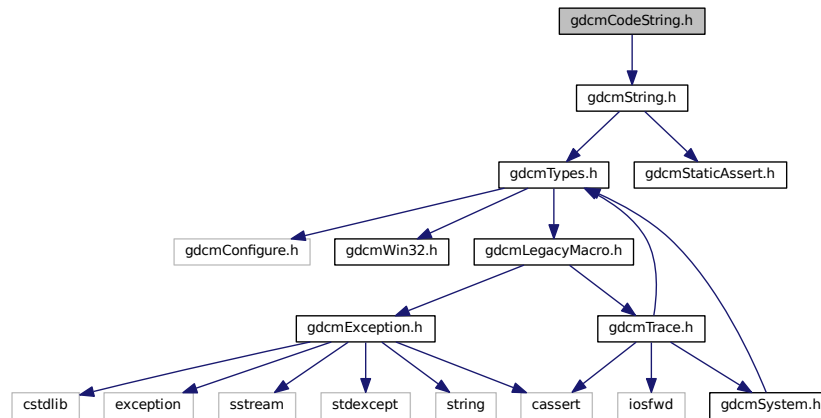 gdcmCodeString.h
gdcmString.h
gdcmTypes.h
gdcmStaticAssert.h
gdcmConfigure.h
gdcmWin32.h
gdcmLegacyMacro.h
gdcmException.h
gdcmTrace.h
cstdlib
exception
sstream
stdexcept
string
cassert
iosfwd
gdcmSystem.h